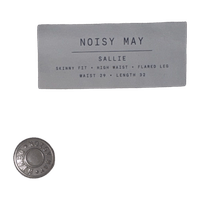 NOISY MAY
SALLIE
SKINNY FIT • HIGH WAIST • FLARED LEG
WAIST 29 • LENGTH 32